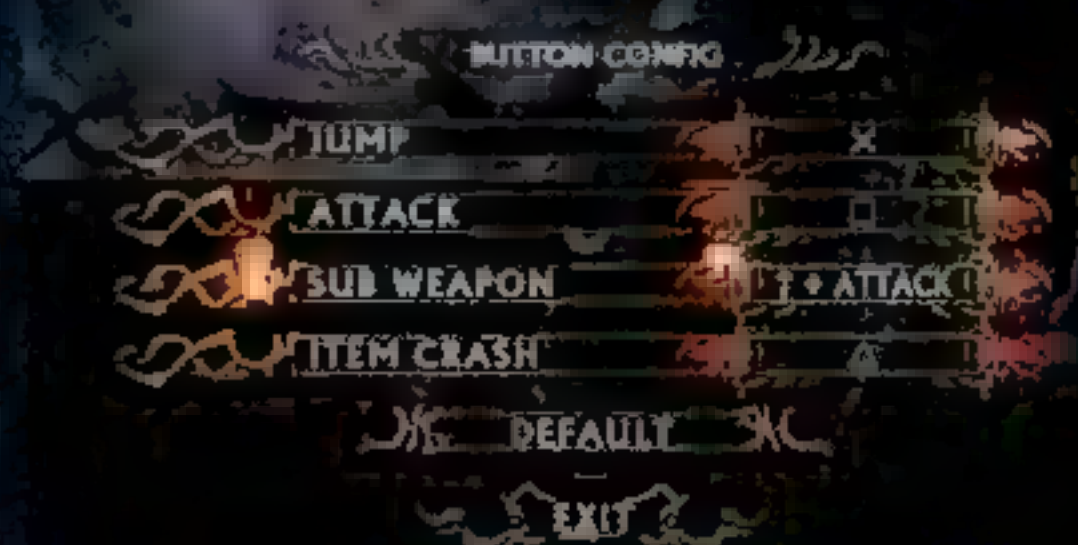 BUTTON CONFIG
JUMP ✕
ATTACK □
SUB WEAPON + ATTACK
ITEM CRASH
DEFAULT
EXIT